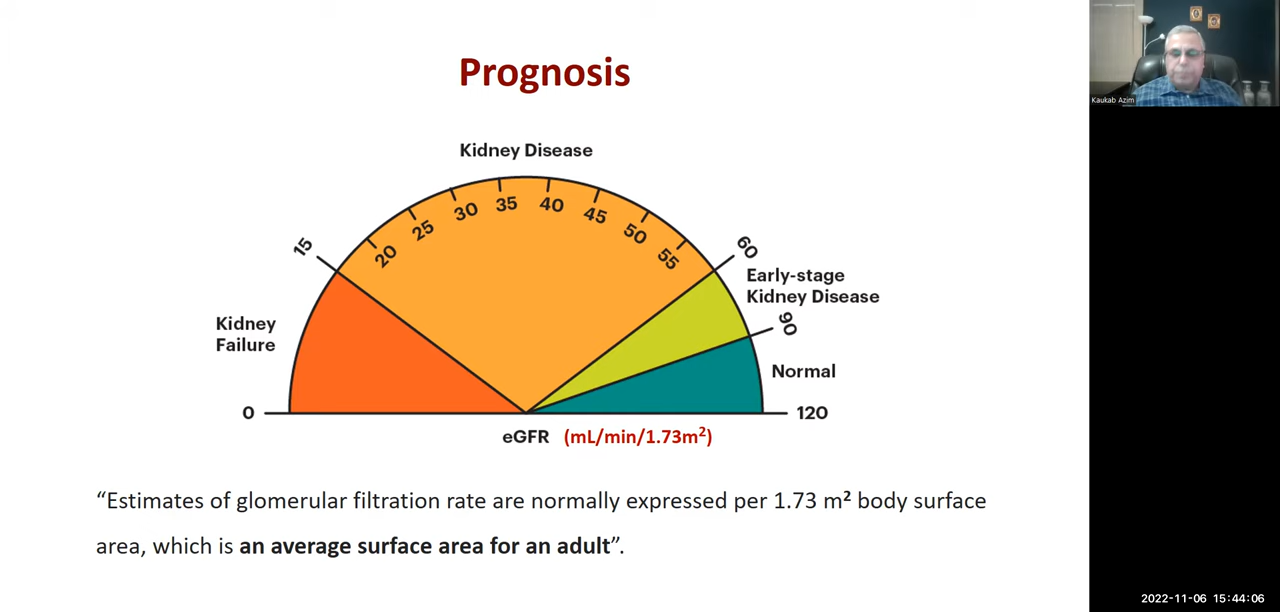 Prognosis
Kidney Disease
15
20
25
30
35
40
45
50
55
60
Early-stage
Kidney Disease
90
Kidney
Failure
Normal
0
120
eGFR (mL/min/1.73m²)
“Estimates of glomerular filtration rate are normally expressed per 1.73 m² body surface
area, which is an average surface area for an adult”.
Kaukab Azim
2022-11-06 15:44:06